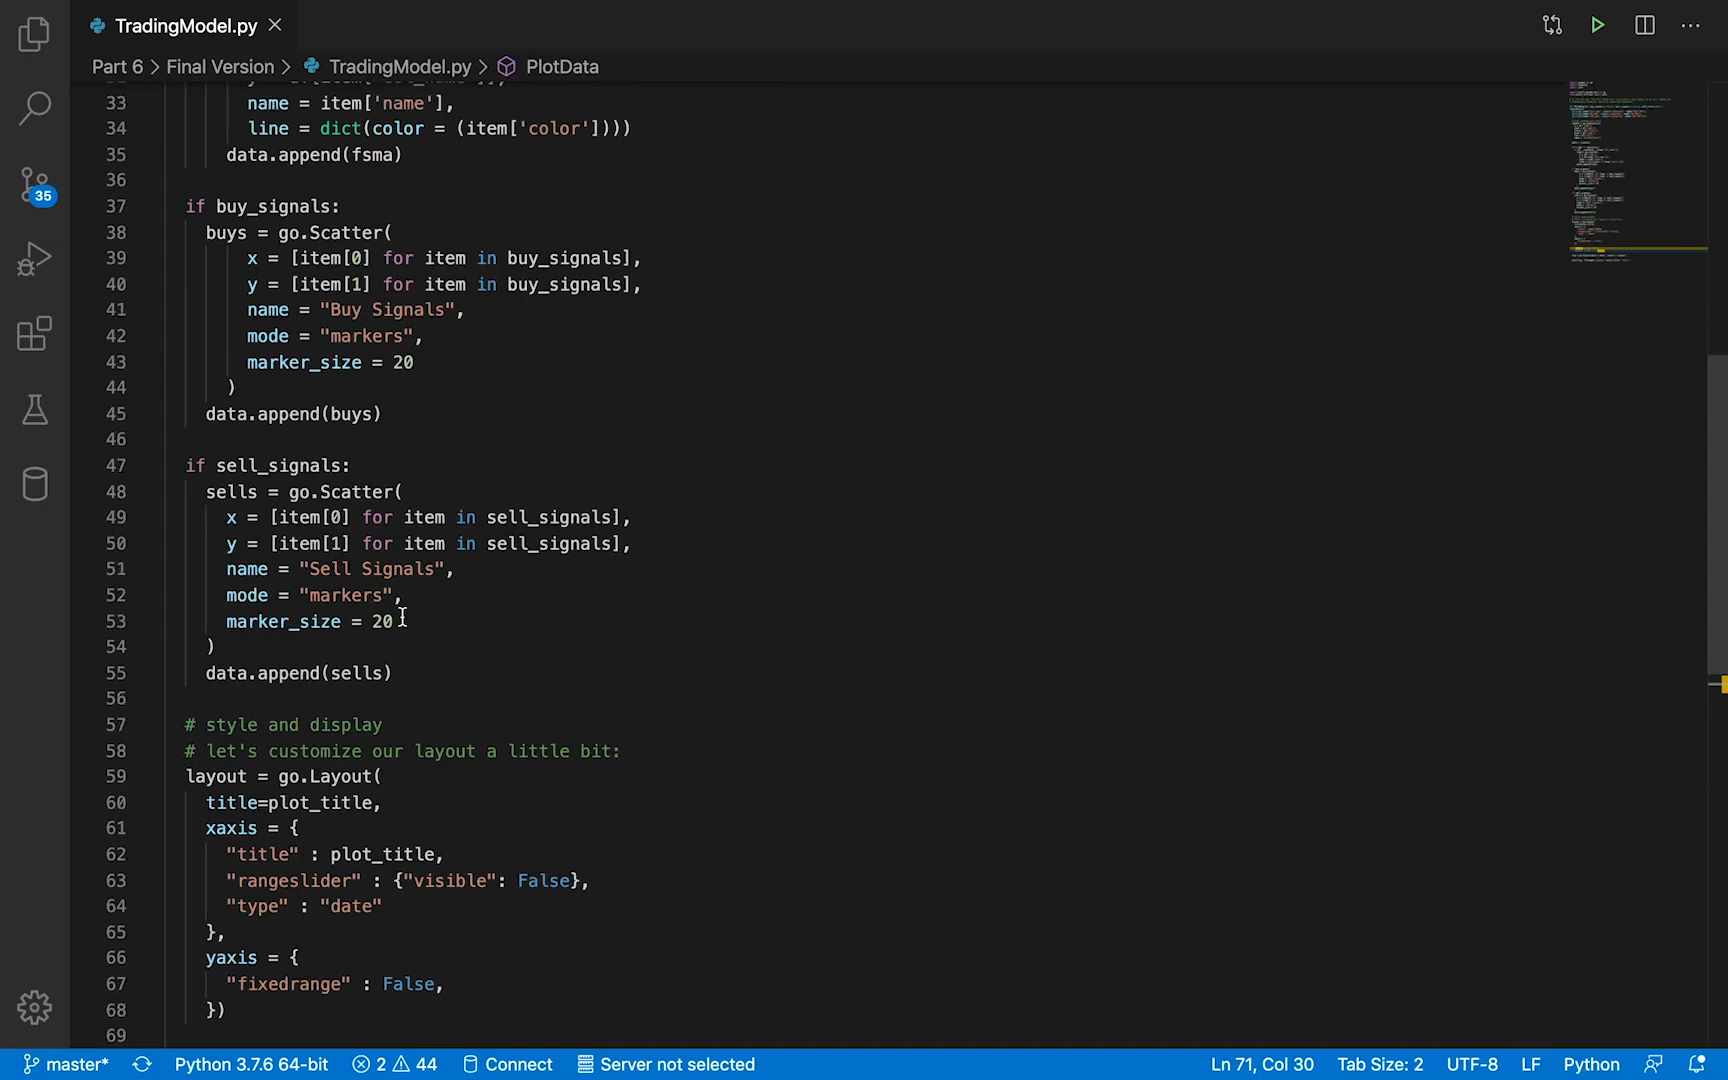 TradingModel.py
Part 6 > Final Version > TradingModel.py > PlotData
33 name = item['name'],
34 line = dict(color = (item['color'])))
35 data.append(fsma)
36
37 if buy_signals:
38 buys = go.Scatter(
39 x = [item[0] for item in buy_signals],
40 y = [item[1] for item in buy_signals],
41 name = "Buy Signals",
42 mode = "markers",
43 marker_size = 20
44 )
45 data.append(buys)
46
47 if sell_signals:
48 sells = go.Scatter(
49 x = [item[0] for item in sell_signals],
50 y = [item[1] for item in sell_signals],
51 name = "Sell Signals",
52 mode = "markers",
53 marker_size = 20
54 )
55 data.append(sells)
56
57 # style and display
58 # let's customize our layout a little bit:
59 layout = go.Layout(
60 title=plot_title,
61 xaxis = {
62 "title" : plot_title,
63 "rangeslider" : {"visible": False},
64 "type" : "date"
65 },
66 yaxis = {
67 "fixedrange" : False,
68 })
69
35
master* Python 3.7.6 64-bit 2 44 Connect Server not selected Ln 71, Col 30 Tab Size: 2 UTF-8 LF Python